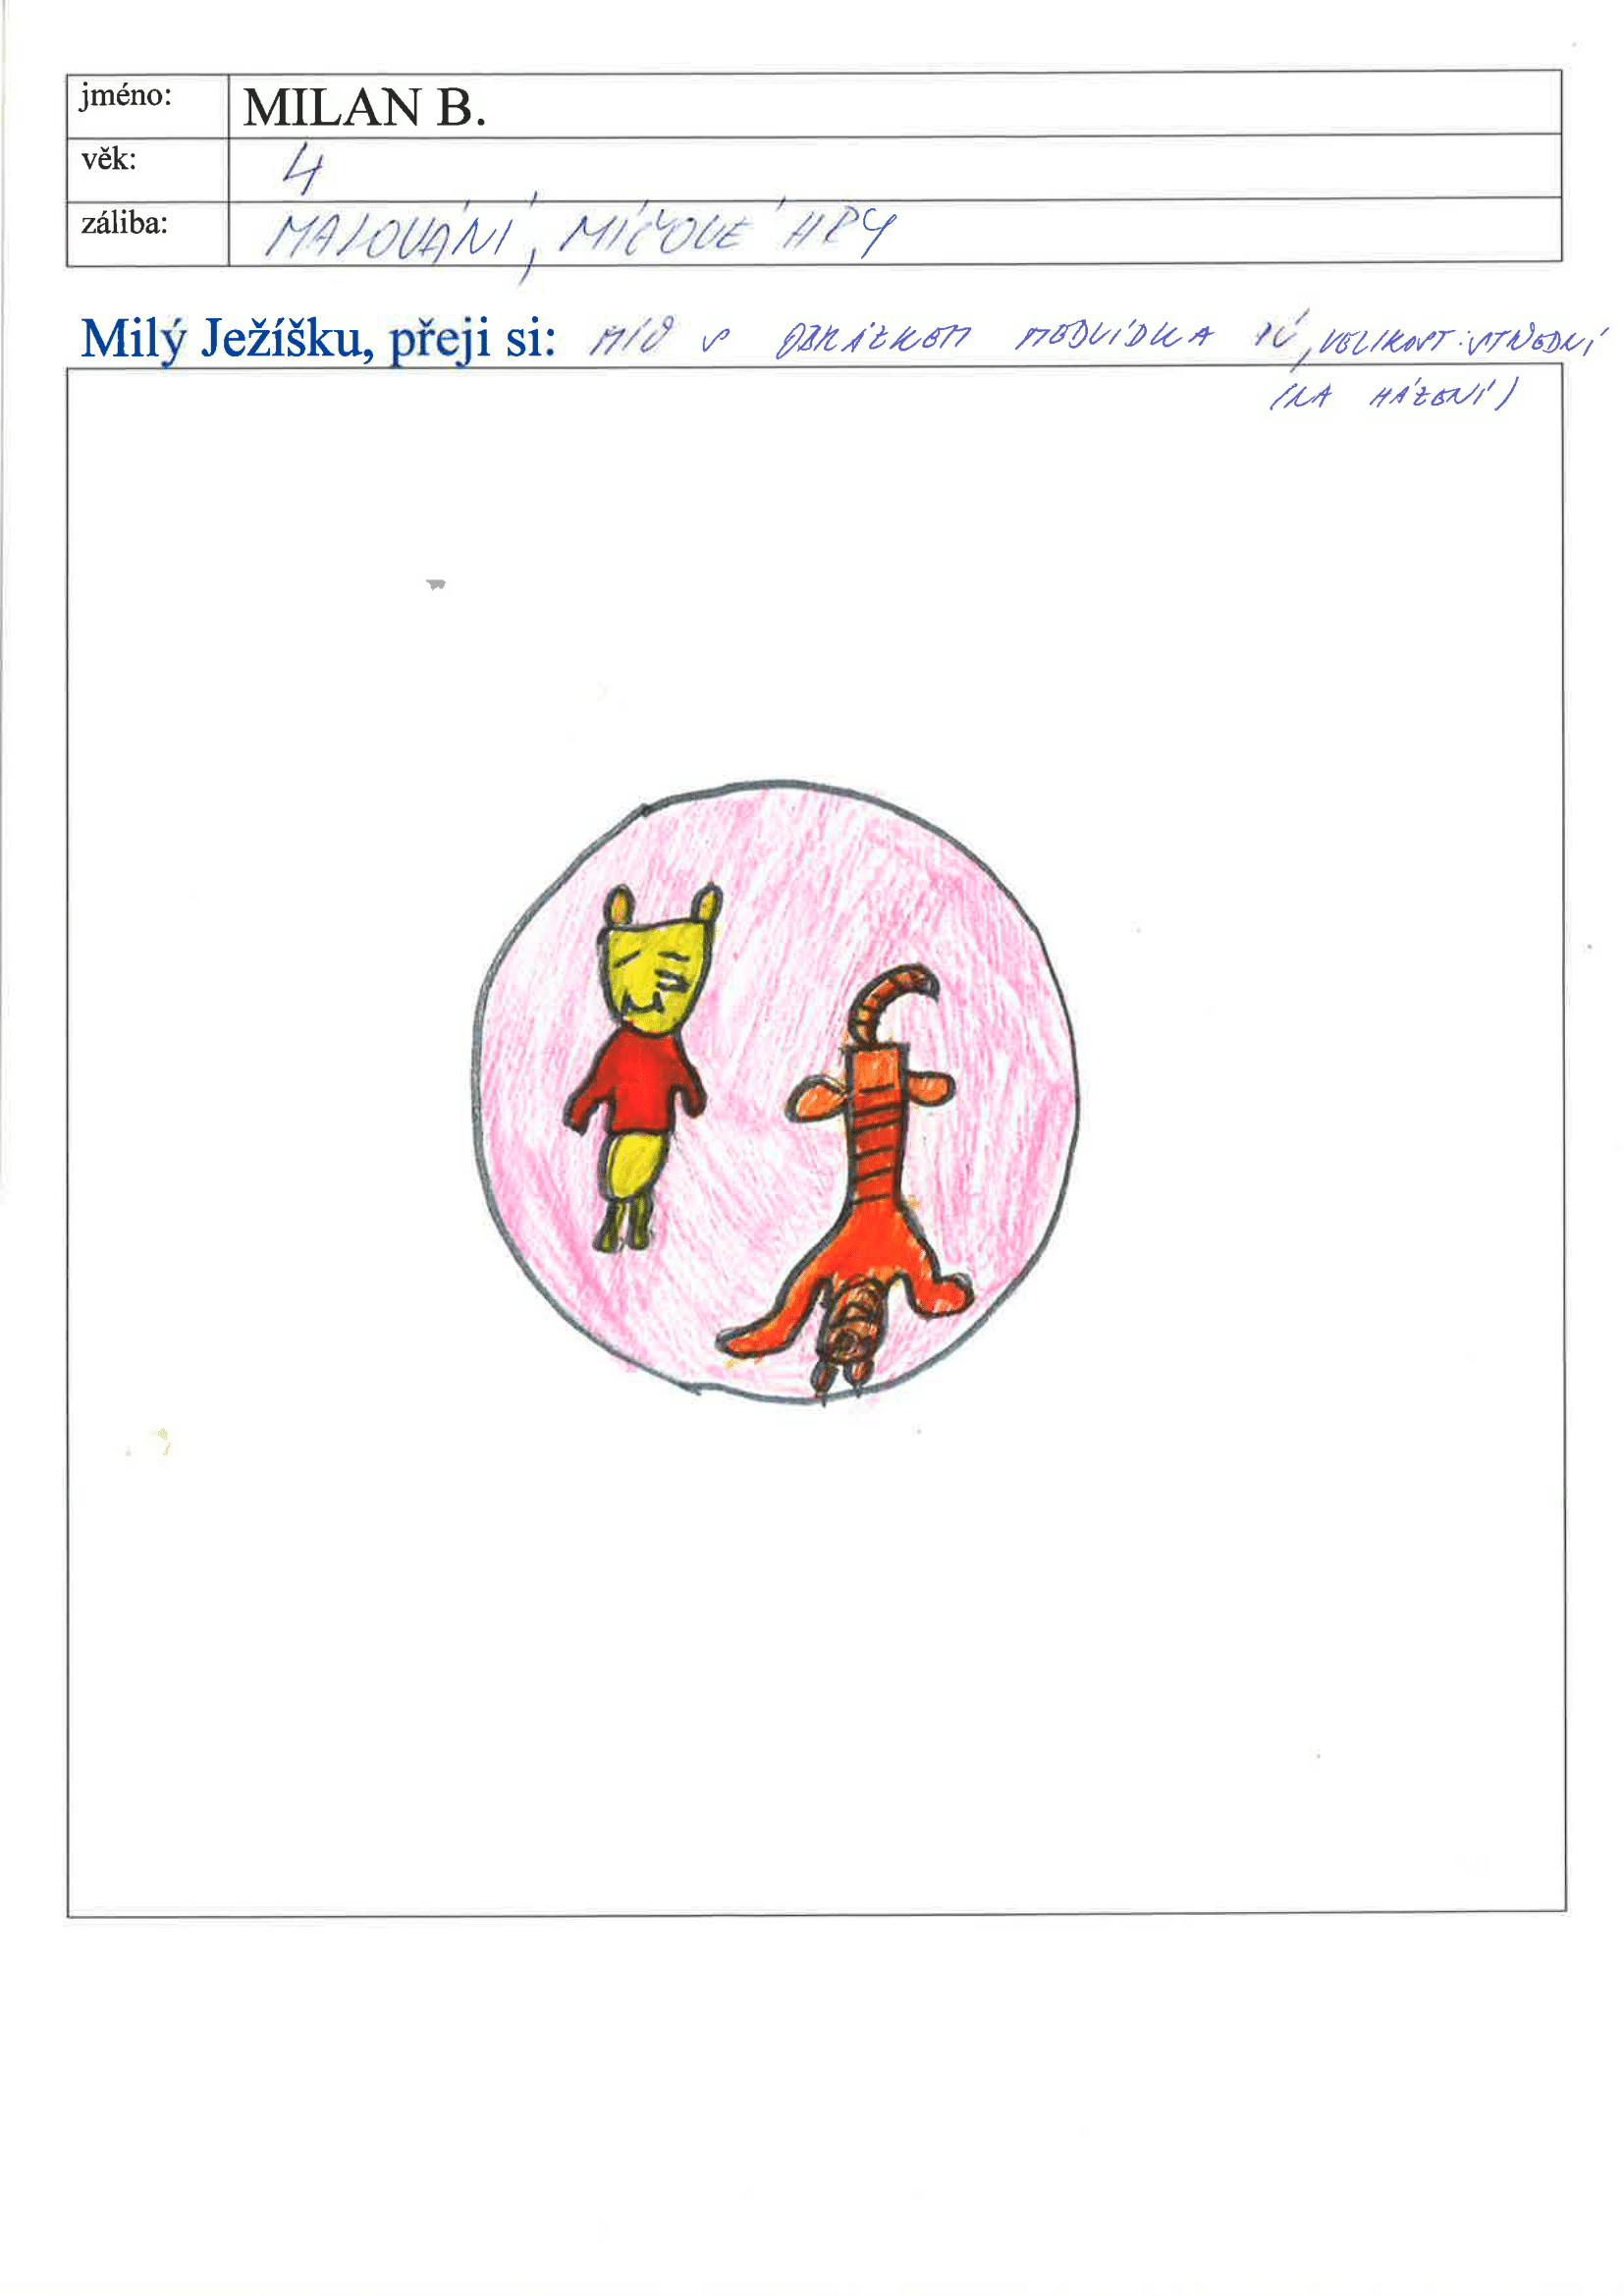 jméno: MILAN B.
věk: 4
záliba: MALOVÁNÍ, MÍČOVÉ HRY
Milý Ježíšku, přeji si: MÍČ S OBRÁZKEM MEDVÍDKA PÚ, VELIKOST: STŘEDNÍ
(NA HÁZENÍ)